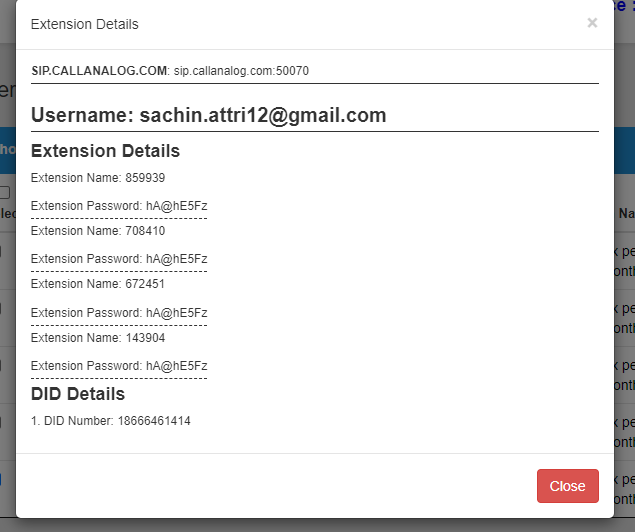 Extension Details
×
SIP.CALLANALOG.COM: sip.callanalog.com:50070
Username: sachin.attri12@gmail.com
Extension Details
Extension Name: 859939
Extension Password: hA@hE5Fz
Extension Name: 708410
Extension Password: hA@hE5Fz
Extension Name: 672451
Extension Password: hA@hE5Fz
Extension Name: 143904
Extension Password: hA@hE5Fz
DID Details
1. DID Number: 18666461414
Close